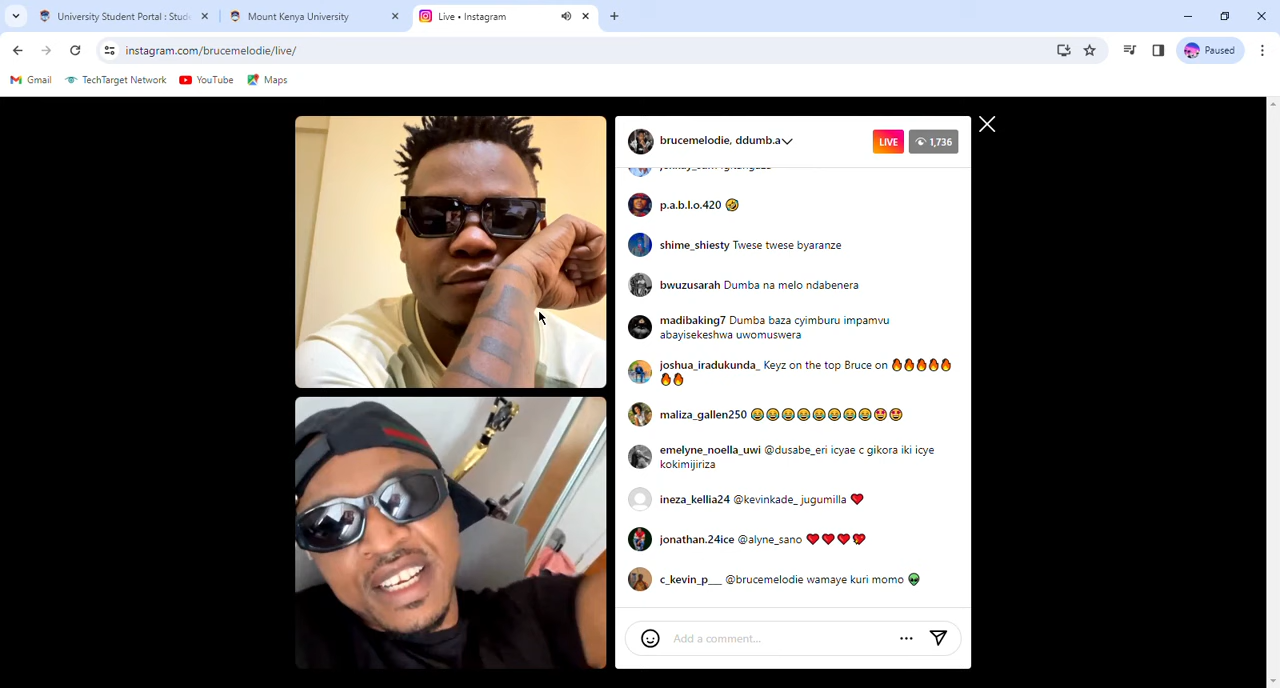 University Student Portal : Stude
Mount Kenya University
Live • Instagram
instagram.com/brucemelodie/live/
Paused
Gmail
TechTarget Network
YouTube
Maps
brucemelodie, ddumb.a
LIVE
1,736
p.a.b.l.o.420 🤣
shime_shiesty Twese twese byaranze
bwuzusarah Dumba na melo ndabenera
madibaking7 Dumba baza cyimburu impamvu
abayisekeshwa uwomuswera
joshua_iradukunda_ Keyz on the top Bruce on 🔥🔥🔥🔥
🔥🔥
maliza_gallen250 😂😂😂😂😂😂😂😂🤩🤩
emelyne_noella_uwi @dusabe_eri icyae c gikora iki icye
kokimijiriza
ineza_kellia24 @kevinkade_ jugumilla ❤️
jonathan.24ice @alyne_sano ❤️❤️❤️💖
c_kevin_p___ @brucemelodie wamaye kuri momo 👽
Add a comment...